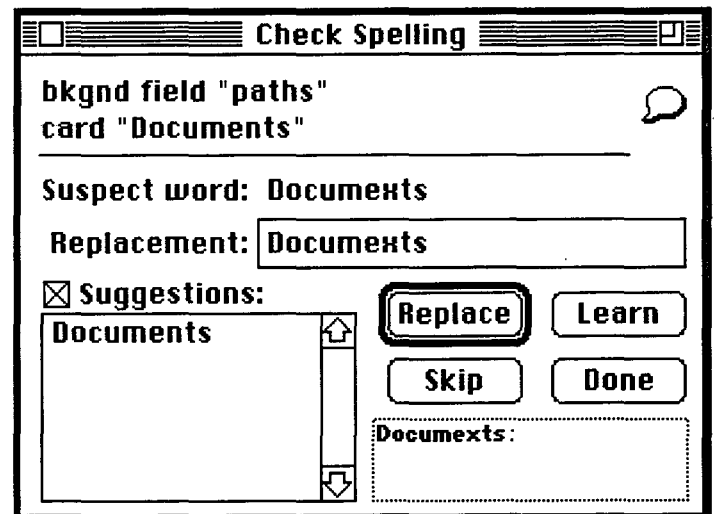 Check Spelling
bkgnd field "paths"
card "Documents"
Suspect word: Documexts
Replacement: Documexts
Suggestions:
Documents
Replace
Learn
Skip
Done
Documexts: